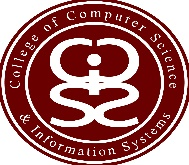 College of Computer Science
& Information Systems